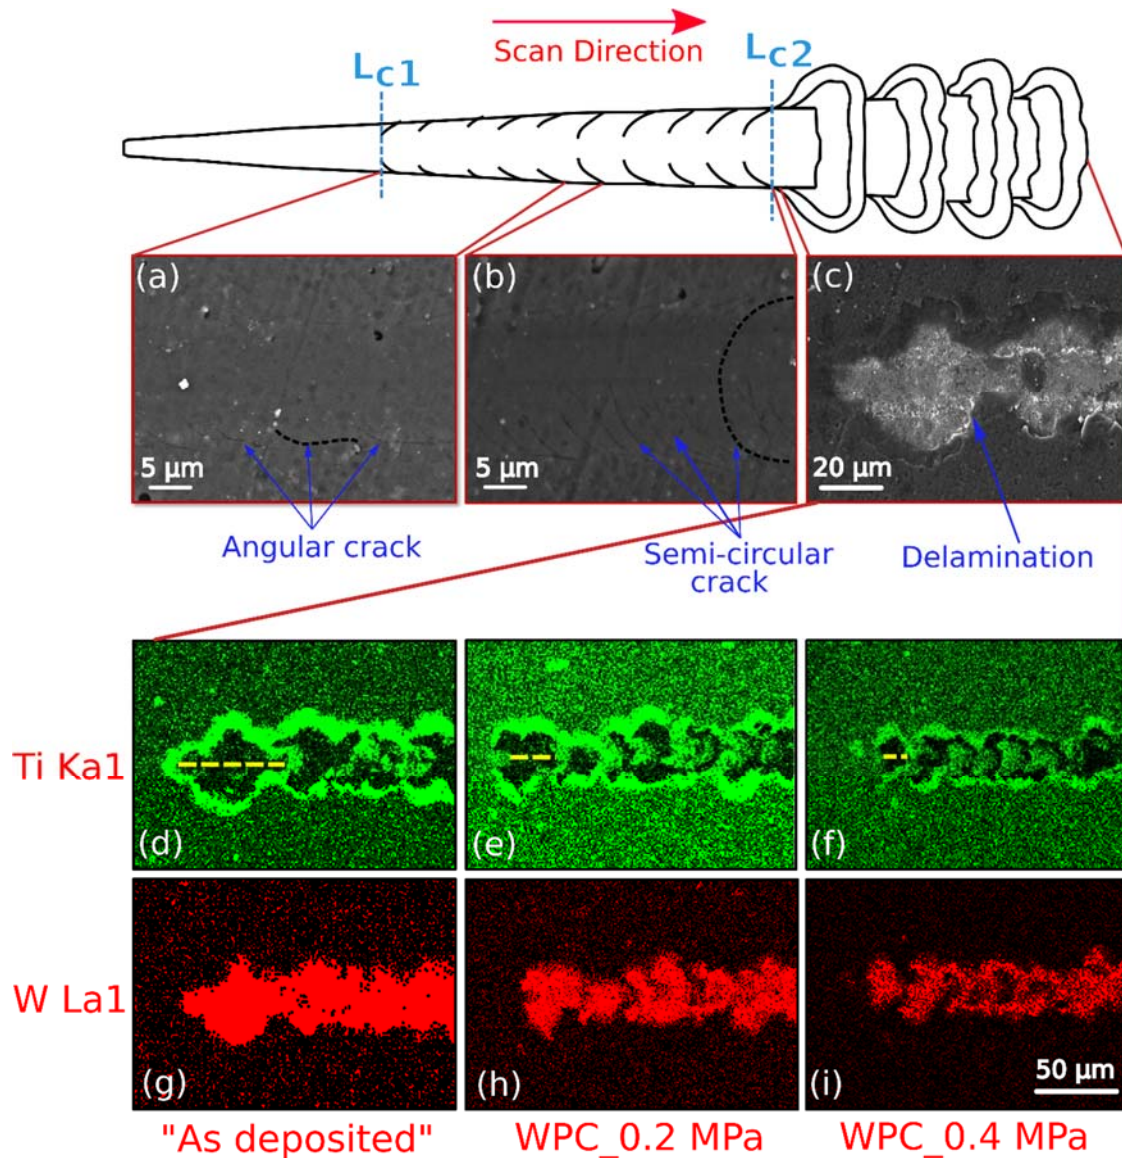 Scan Direction
Lc1
Lc2
(a)
(b)
(c)
5 μm
5 μm
20 μm
Angular crack
Semi-circular
crack
Delamination
Ti Ka1
(d)
(e)
(f)
W La1
(g)
(h)
(i)
50 μm
"As deposited"
WPC_0.2 MPa
WPC_0.4 MPa